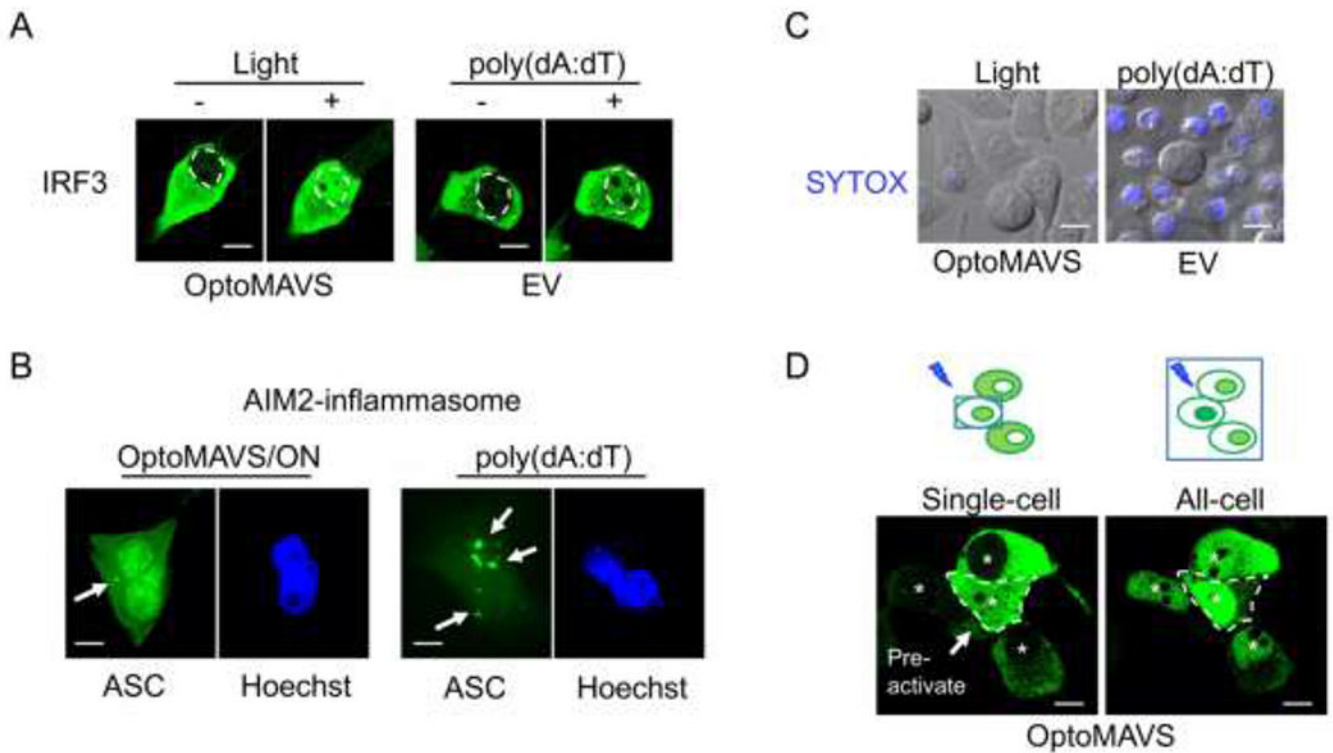 A
Light
poly(dA:dT)
- +
- +
IRF3
OptoMAVS
EV
B
AIM2-inflammasome
OptoMAVS/ON
poly(dA:dT)
ASC
Hoechst
ASC
Hoechst
C
Light
poly(dA:dT)
SYTOX
OptoMAVS
EV
D
Single-cell
All-cell
* * * *
* * * *
Pre-
activate
OptoMAVS